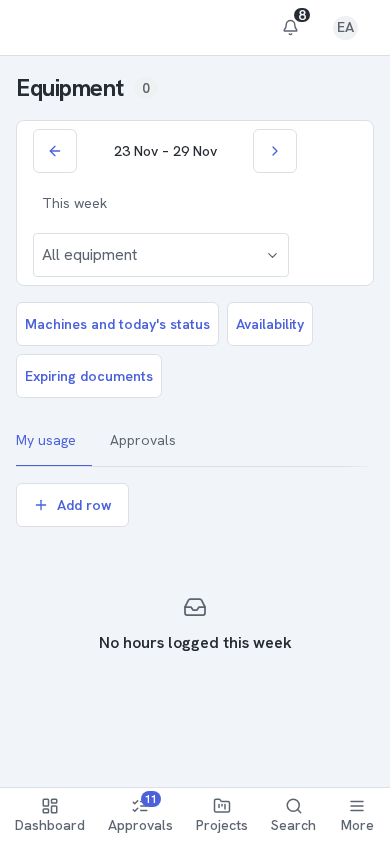 8
EA
Equipment 0
23 Nov – 29 Nov
This week
All equipment
Machines and today's status
Availability
Expiring documents
My usage
Approvals
Add row
No hours logged this week
11
Dashboard
Approvals
Projects
Search
More